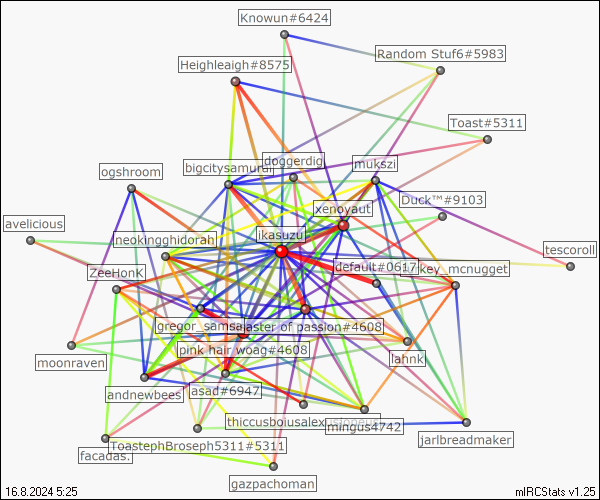 Knowun#6424
Random Stuf6#5983
Heighleaigh#8575
Toast#5311
doggerdig
mukszi
bigcitysamurai
ogshroom
Duck™#9103
xenoyaut
avelicious
ikasuzu
neokingghidorah
tescoroll
default#0617
key_mcnugget
ZeeHonK
gregor_samsa
aster of passion#4608
pink hair woag#4608
lahnk
moonraven
andnewbees
asad#6947
thiccusboiusalex
mingus4742
jarlbreadmaker
ToastephBroseph5311#5311
facadas.
gazpachoman
16.8.2024 5:25
mIRCStats v1.25